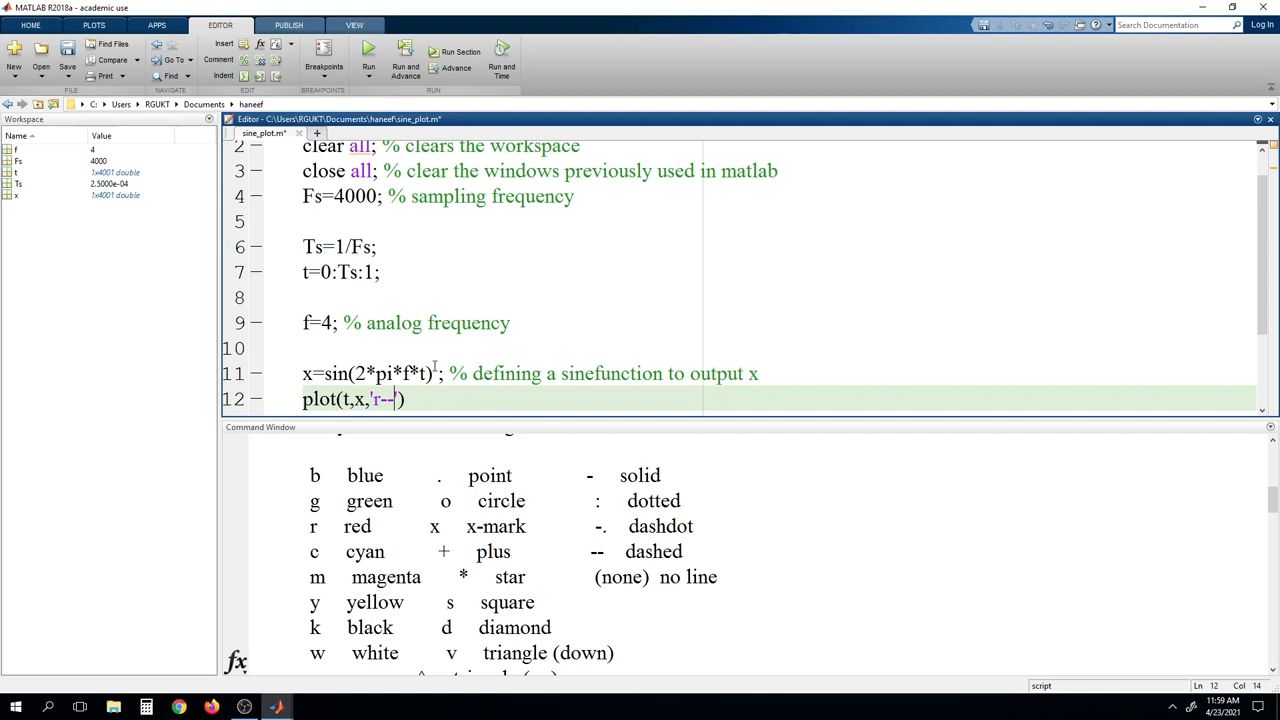 MATLAB R2018a - academic use
HOME PLOTS APPS EDITOR PUBLISH VIEW
Search Documentation Log In
New Open Save Find Files Compare Print Go To Find Insert Comment Indent Breakpoints Run Run and Advance Run Section Advance Run and Time
FILE NAVIGATE EDIT BREAKPOINTS RUN
C: Users RGUKT Documents haneef
Workspace
Name Value
f 4
Fs 4000
t 1x4001 double
Ts 2.5000e-04
x 1x4001 double
Editor - C:\Users\RGUKT\Documents\haneef\sine_plot.m*
sine_plot.m*
2 clear all; % clears the workspace
3 close all; % clear the windows previously used in matlab
4 Fs=4000; % sampling frequency
5
6 Ts=1/Fs;
7 t=0:Ts:1;
8
9 f=4; % analog frequency
10
11 x=sin(2*pi*f*t) ; % defining a sinefunction to output x
12 plot(t,x,'r--')
Command Window
b blue . point - solid
g green o circle : dotted
r red x x-mark -. dashdot
c cyan + plus -- dashed
m magenta * star (none) no line
y yellow s square
k black d diamond
w white v triangle (down)
fx
script Ln 12 Col 14
11:59 AM
4/23/2021